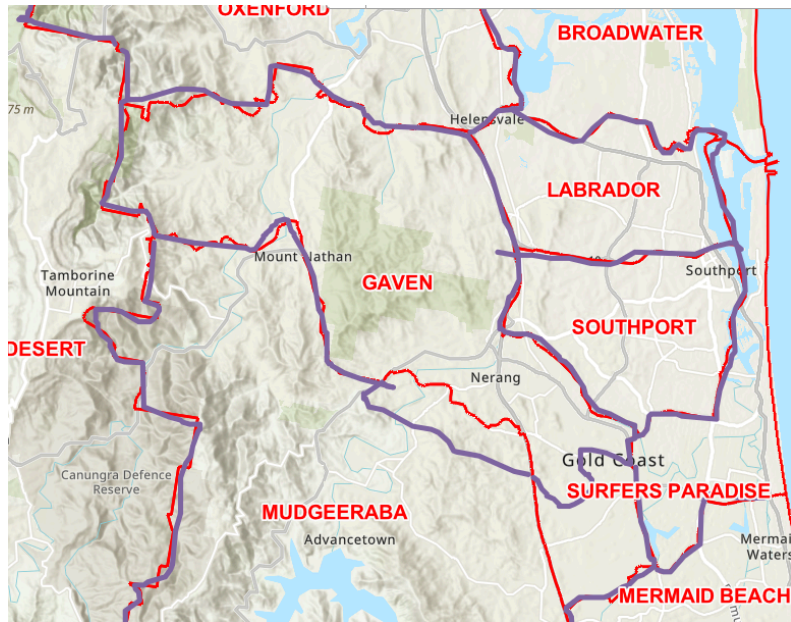 OXENFORD
BROADWATER
75 m
Helensvale
LABRADOR
Mount Nathan
Southport
Tamborine
Mountain
GAVEN
SOUTHPORT
DESERT
Nerang
Gold Coast
Canungra Defence
Reserve
SURFERS PARADISE
MUDGEERABA
Advancetown
Mermai
Waters
MERMAID BEACH